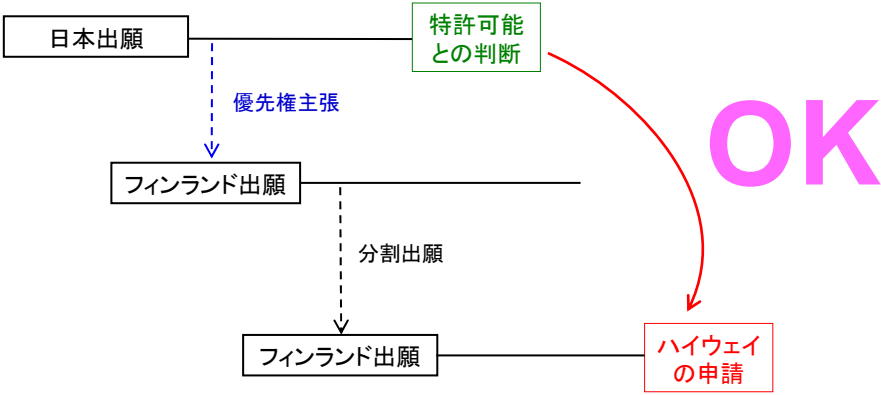 日本出願
特許可能
との判断
優先権主張
OK
フィンランド出願
分割出願
フィンランド出願
ハイウェイ
の申請